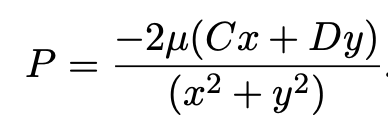 P = \frac{-2\mu(Cx + Dy)}{(x^2 + y^2)}.